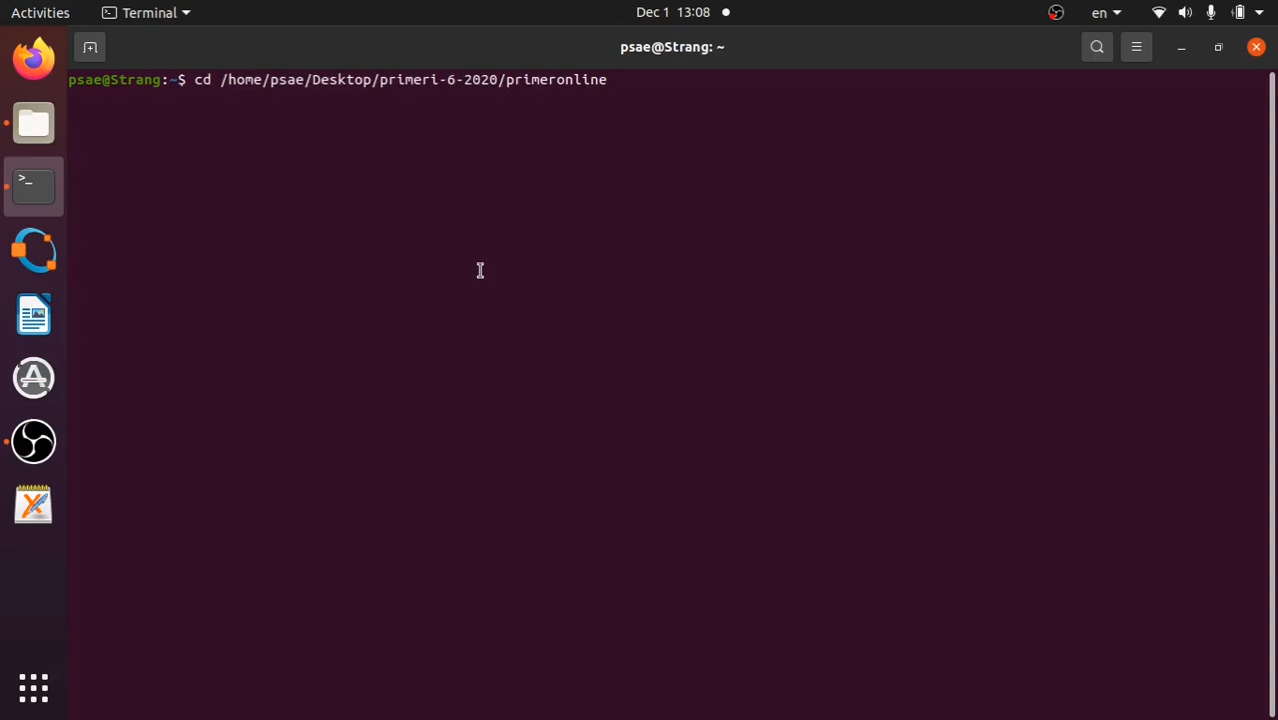 Activities
Terminal
Dec 1 13:08
en
psae@Strang: ~
psae@Strang:~$ cd /home/psae/Desktop/primeri-6-2020/primeronline